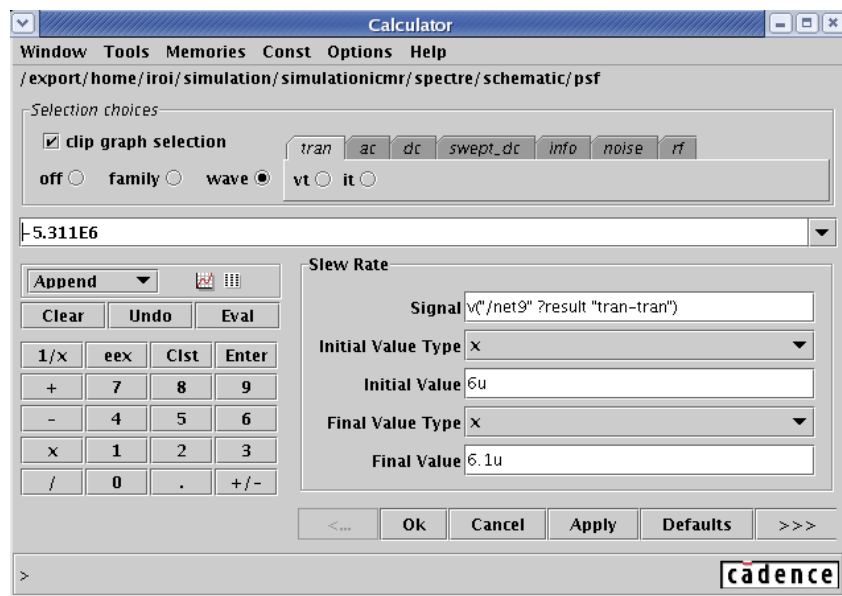 Calculator
Window Tools Memories Const Options Help
/export/home/iroi/simulation/simulationicmr/spectre/schematic/psf
Selection choices
clip graph selection
off family wave
tran ac dc swept_dc info noise rf
vt it
-5.311E6
Append
Clear Undo Eval
1/x eex Clst Enter
+ 7 8 9
- 4 5 6
x 1 2 3
/ 0 . +/-
Slew Rate
Signal v("/net9" ?result "tran-tran")
Initial Value Type x
Initial Value 6u
Final Value Type x
Final Value 6.1u
<... Ok Cancel Apply Defaults >>>
>
cādence